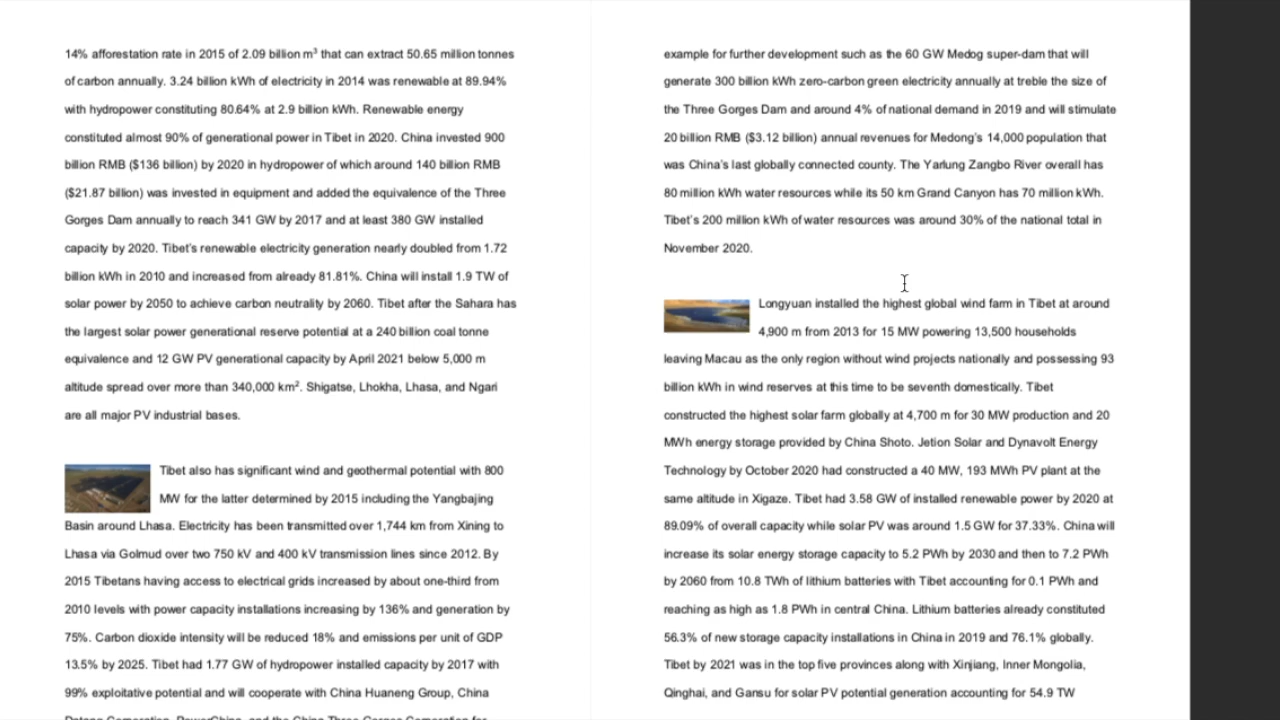 14% afforestation rate in 2015 of 2.09 billion m³ that can extract 50.65 million tonnes
of carbon annually. 3.24 billion kWh of electricity in 2014 was renewable at 89.94%
with hydropower constituting 80.64% at 2.9 billion kWh. Renewable energy
constituted almost 90% of generational power in Tibet in 2020. China invested 900
billion RMB ($136 billion) by 2020 in hydropower of which around 140 billion RMB
($21.87 billion) was invested in equipment and added the equivalence of the Three
Gorges Dam annually to reach 341 GW by 2017 and at least 380 GW installed
capacity by 2020. Tibet's renewable electricity generation nearly doubled from 1.72
billion kWh in 2010 and increased from already 81.81%. China will install 1.9 TW of
solar power by 2050 to achieve carbon neutrality by 2060. Tibet after the Sahara has
the largest solar power generational reserve potential at a 240 billion coal tonne
equivalence and 12 GW PV generational capacity by April 2021 below 5,000 m
altitude spread over more than 340,000 km². Shigatse, Lhokha, Lhasa, and Ngari
are all major PV industrial bases.
Tibet also has significant wind and geothermal potential with 800
MW for the latter determined by 2015 including the Yangbajing
Basin around Lhasa. Electricity has been transmitted over 1,744 km from Xining to
Lhasa via Golmud over two 750 kV and 400 kV transmission lines since 2012. By
2015 Tibetans having access to electrical grids increased by about one-third from
2010 levels with power capacity installations increasing by 136% and generation by
75%. Carbon dioxide intensity will be reduced 18% and emissions per unit of GDP
13.5% by 2025. Tibet had 1.77 GW of hydropower installed capacity by 2017 with
99% exploitative potential and will cooperate with China Huaneng Group, China
Datang Corporation, PowerChina, and the China Three Gorges Corporation for
example for further development such as the 60 GW Medog super-dam that will
generate 300 billion kWh zero-carbon green electricity annually at treble the size of
the Three Gorges Dam and around 4% of national demand in 2019 and will stimulate
20 billion RMB ($3.12 billion) annual revenues for Medong's 14,000 population that
was China's last globally connected county. The Yarlung Zangbo River overall has
80 million kWh water resources while its 50 km Grand Canyon has 70 million kWh.
Tibet's 200 million kWh of water resources was around 30% of the national total in
November 2020.
Longyuan installed the highest global wind farm in Tibet at around
4,900 m from 2013 for 15 MW powering 13,500 households
leaving Macau as the only region without wind projects nationally and possessing 93
billion kWh in wind reserves at this time to be seventh domestically. Tibet
constructed the highest solar farm globally at 4,700 m for 30 MW production and 20
MWh energy storage provided by China Shoto. Jetion Solar and Dynavolt Energy
Technology by October 2020 had constructed a 40 MW, 193 MWh PV plant at the
same altitude in Xigaze. Tibet had 3.58 GW of installed renewable power by 2020 at
89.09% of overall capacity while solar PV was around 1.5 GW for 37.33%. China will
increase its solar energy storage capacity to 5.2 PWh by 2030 and then to 7.2 PWh
by 2060 from 10.8 TWh of lithium batteries with Tibet accounting for 0.1 PWh and
reaching as high as 1.8 PWh in central China. Lithium batteries already constituted
56.3% of new storage capacity installations in China in 2019 and 76.1% globally.
Tibet by 2021 was in the top five provinces along with Xinjiang, Inner Mongolia,
Qinghai, and Gansu for solar PV potential generation accounting for 54.9 TW